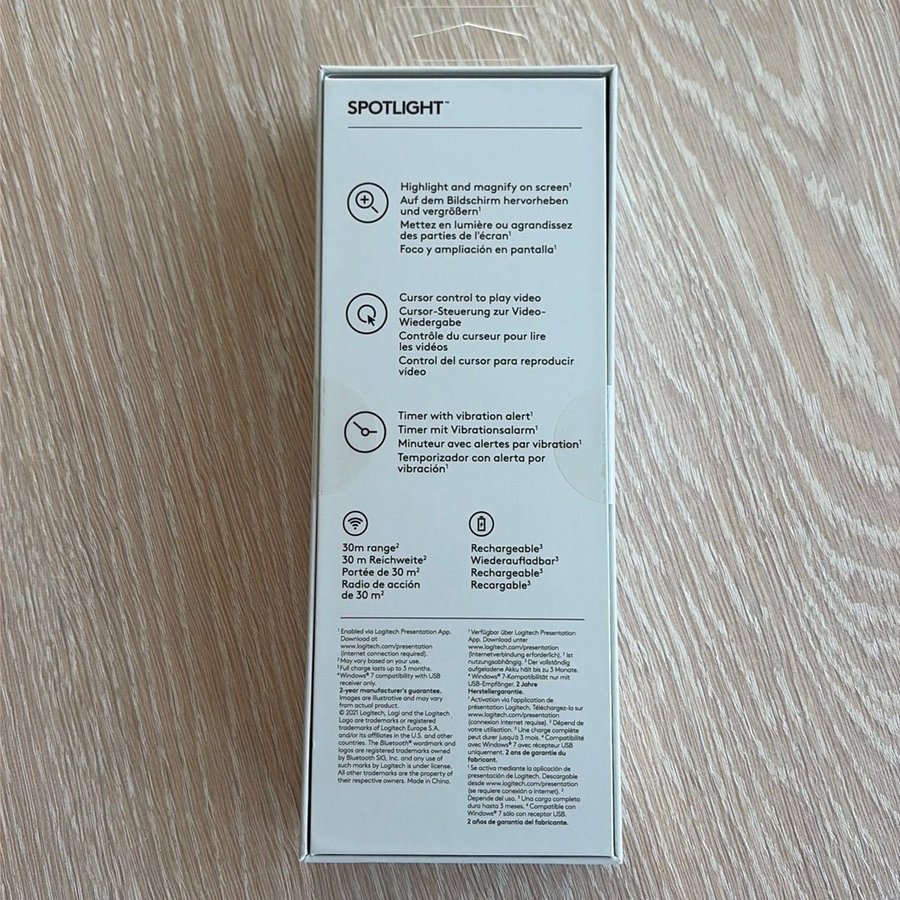 SPOTLIGHT™
Highlight and magnify on screen¹
Auf dem Bildschirm hervorheben
und vergrößern¹
Mettez en lumière ou agrandissez
des parties de l'écran¹
Foco y ampliación en pantalla¹
Cursor control to play video
Cursor-Steuerung zur Video-
Wiedergabe
Contrôle du curseur pour lire
les vidéos
Control del cursor para reproducir
vídeo
Timer with vibration alert¹
Timer mit Vibrationsalarm¹
Minuteur avec alertes par vibration¹
Temporizador con alerta por
vibración¹
30m range²
30 m Reichweite²
Portée de 30 m²
Radio de acción
de 30 m²
Rechargeable³
Wiederaufladbar³
Rechargeable³
Recargable³
¹ Enabled via Logitech Presentation App.
Download at
www.logitech.com/presentation
(internet connection required).
² May vary based on your use.
³ Full charge lasts up to 3 months.
⁴ Windows® 7 compatibility with USB
receiver only.
2-year manufacturer's guarantee.
Images are illustrative and may vary
from actual product.
© 2021 Logitech, Logi and the Logitech
Logo are trademarks or registered
trademarks of Logitech Europe S.A.
and/or its affiliates in the U.S. and other
countries. The Bluetooth® wordmark and
logos are registered trademarks owned
by Bluetooth SIG, Inc. and any use of
such marks by Logitech is under license.
All other trademarks are the property of
their respective owners. Made in China.
¹ Verfügbar über Logitech Presentation
App. Download unter
www.logitech.com/presentation
(Internetverbindung erforderlich). ² Ist
nutzungsabhängig. ³ Der vollständig
aufgeladene Akku hält bis zu 3 Monate.
⁴ Windows® 7-Kompatibilität nur mit
USB-Empfänger. 2 Jahre
Herstellergarantie.
¹ Activation via l'application de
présentation Logitech. Téléchargez-la sur
www.logitech.com/presentation
(connexion internet requise). ² Dépend de
votre utilisation. ³ Une charge complète
peut durer jusqu'à 3 mois. ⁴ Compatibilité
avec Windows® 7 avec récepteur USB
uniquement. 2 ans de garantie du
fabricant.
¹ Se activa mediante la aplicación de
presentación de Logitech. Descargable
desde www.logitech.com/presentation
(se requiere conexión a Internet). ²
Depende del uso. ³ Una carga completa
dura hasta 3 meses. ⁴ Compatible con
Windows® 7 sólo con receptor USB.
2 años de garantía del fabricante.